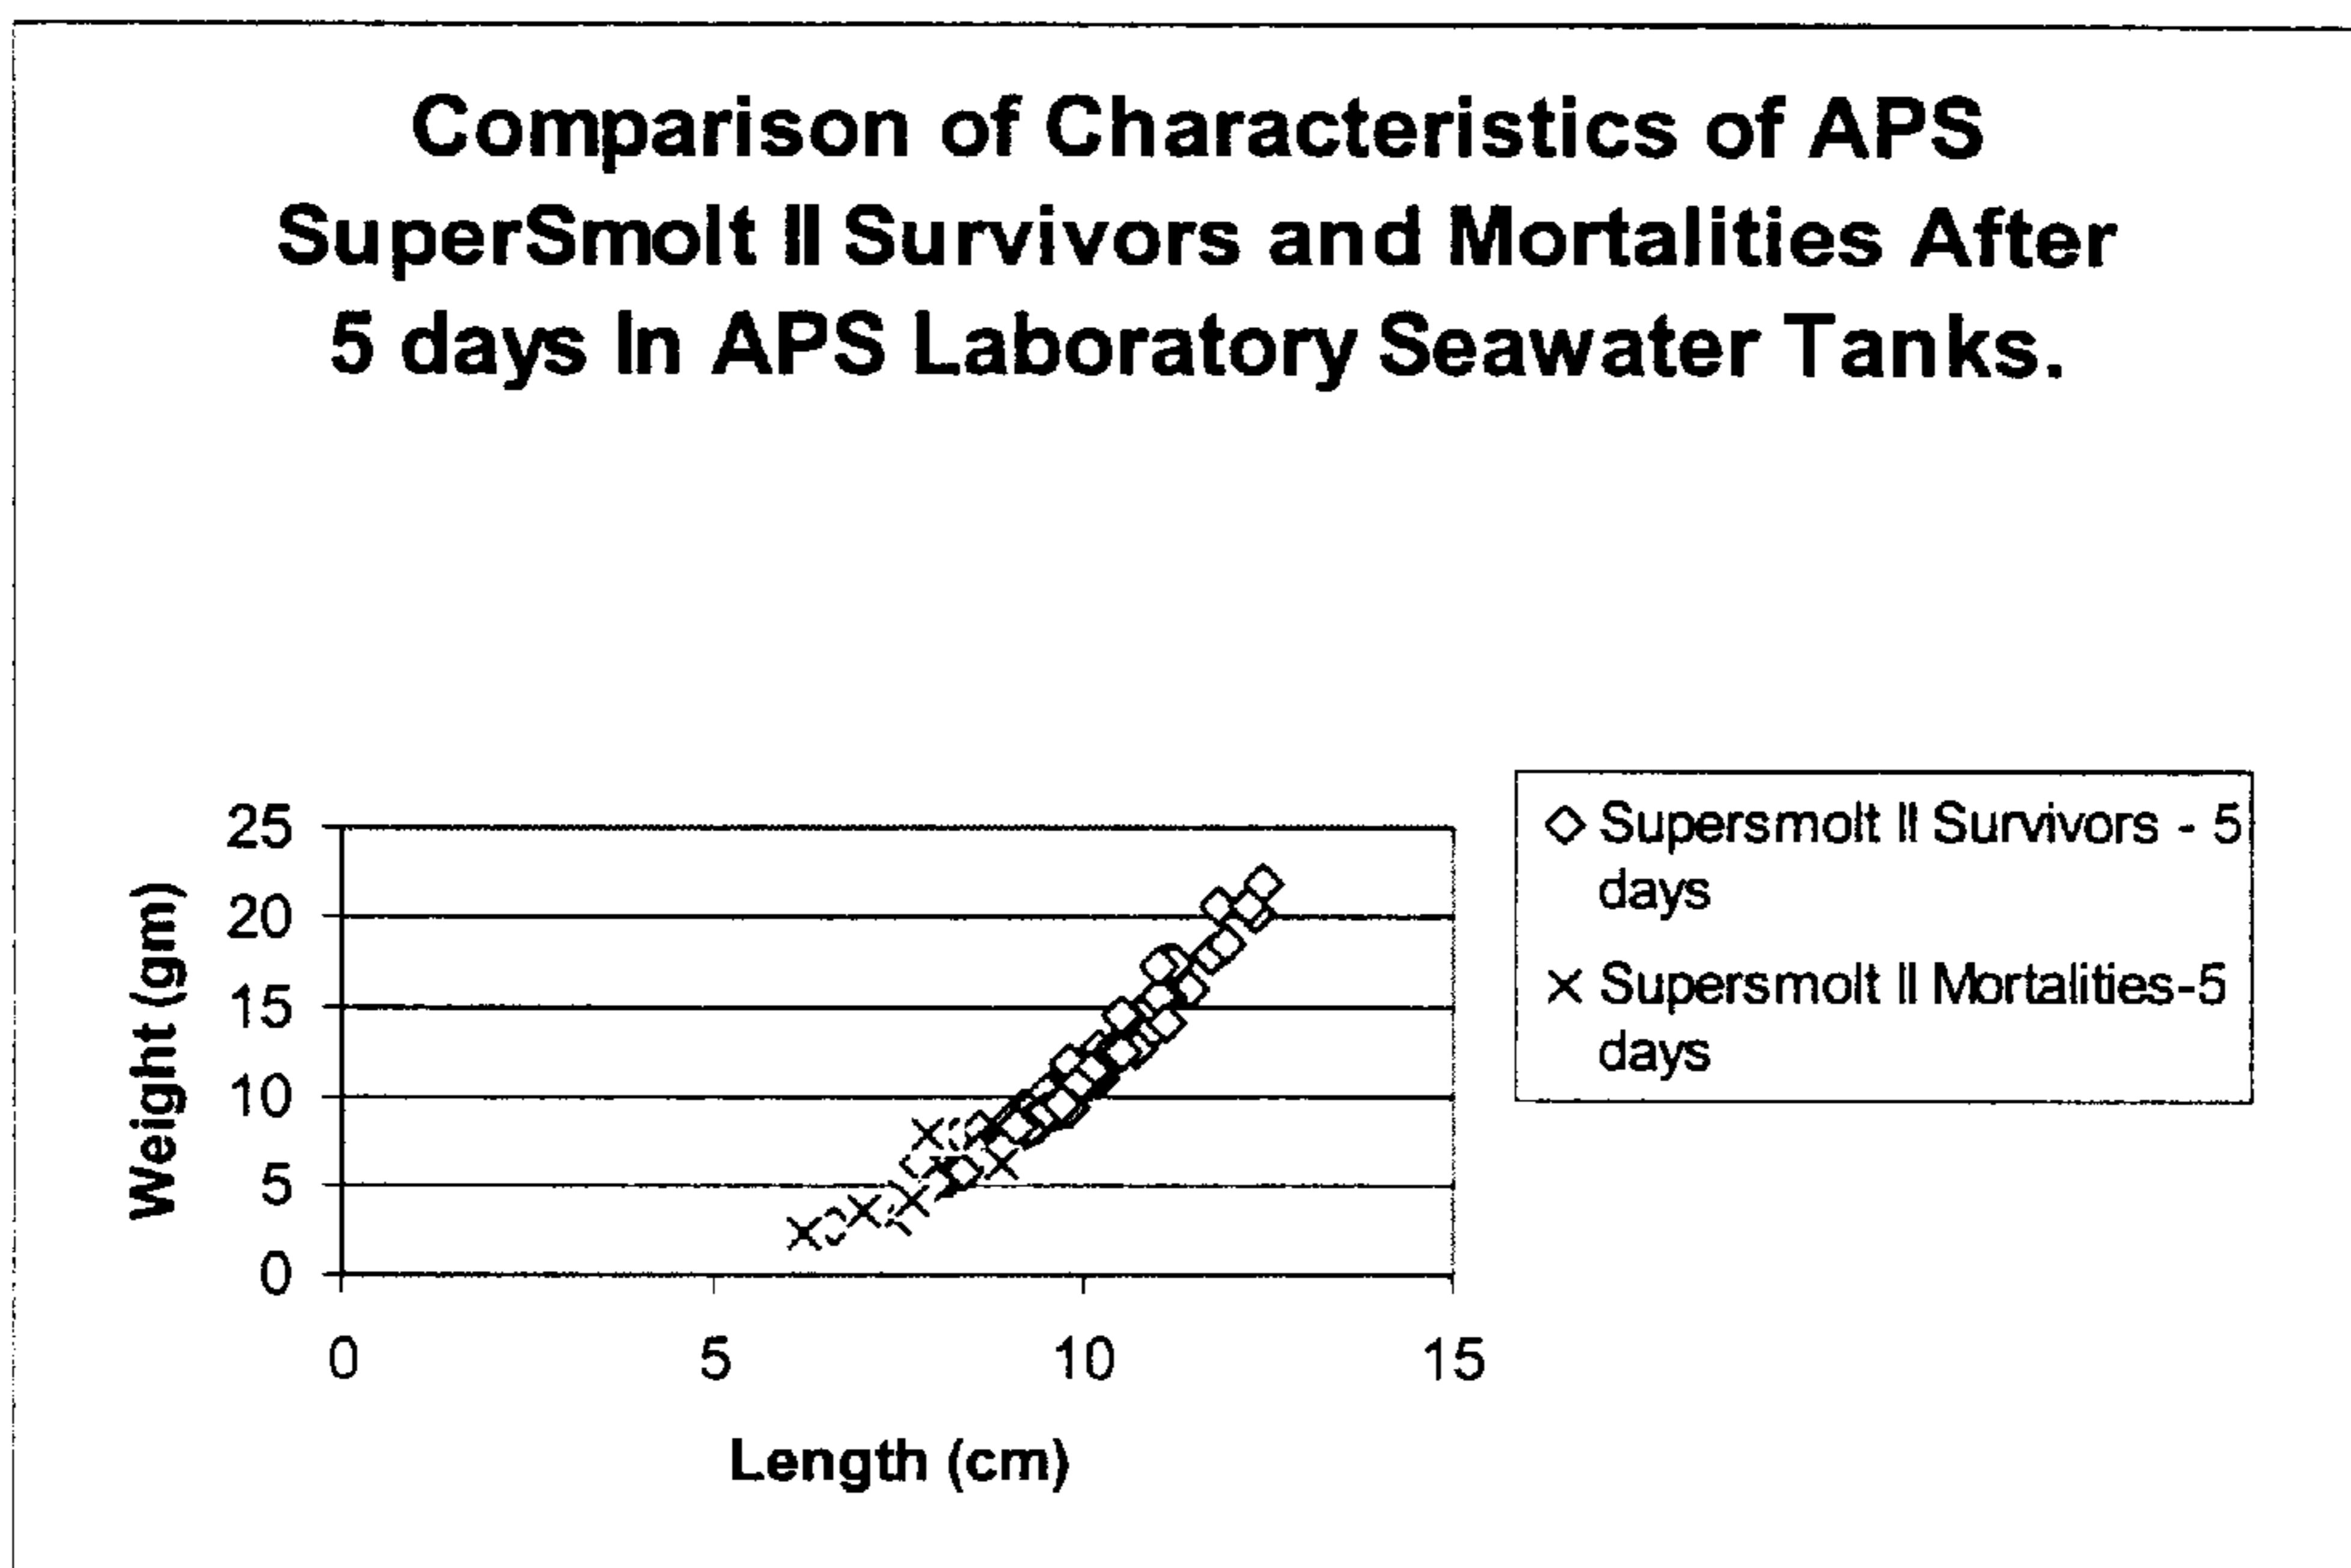 Comparison of Characteristics of APS
SuperSmolt II Survivors and Mortalities After
5 days In APS Laboratory Seawater Tanks.
25
20
15
10
5
0
Weight (gm)
0 5 10 15
Length (cm)
Supersmolt II Survivors - 5
days
Supersmolt II Mortalities-5
days